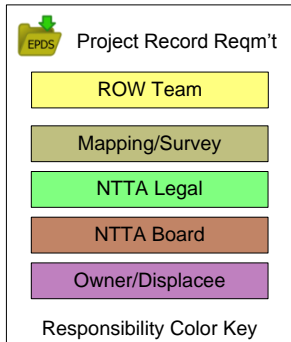 EPDS
Project Record Reqm't
ROW Team
Mapping/Survey
NTTA Legal
NTTA Board
Owner/Displacee
Responsibility Color Key